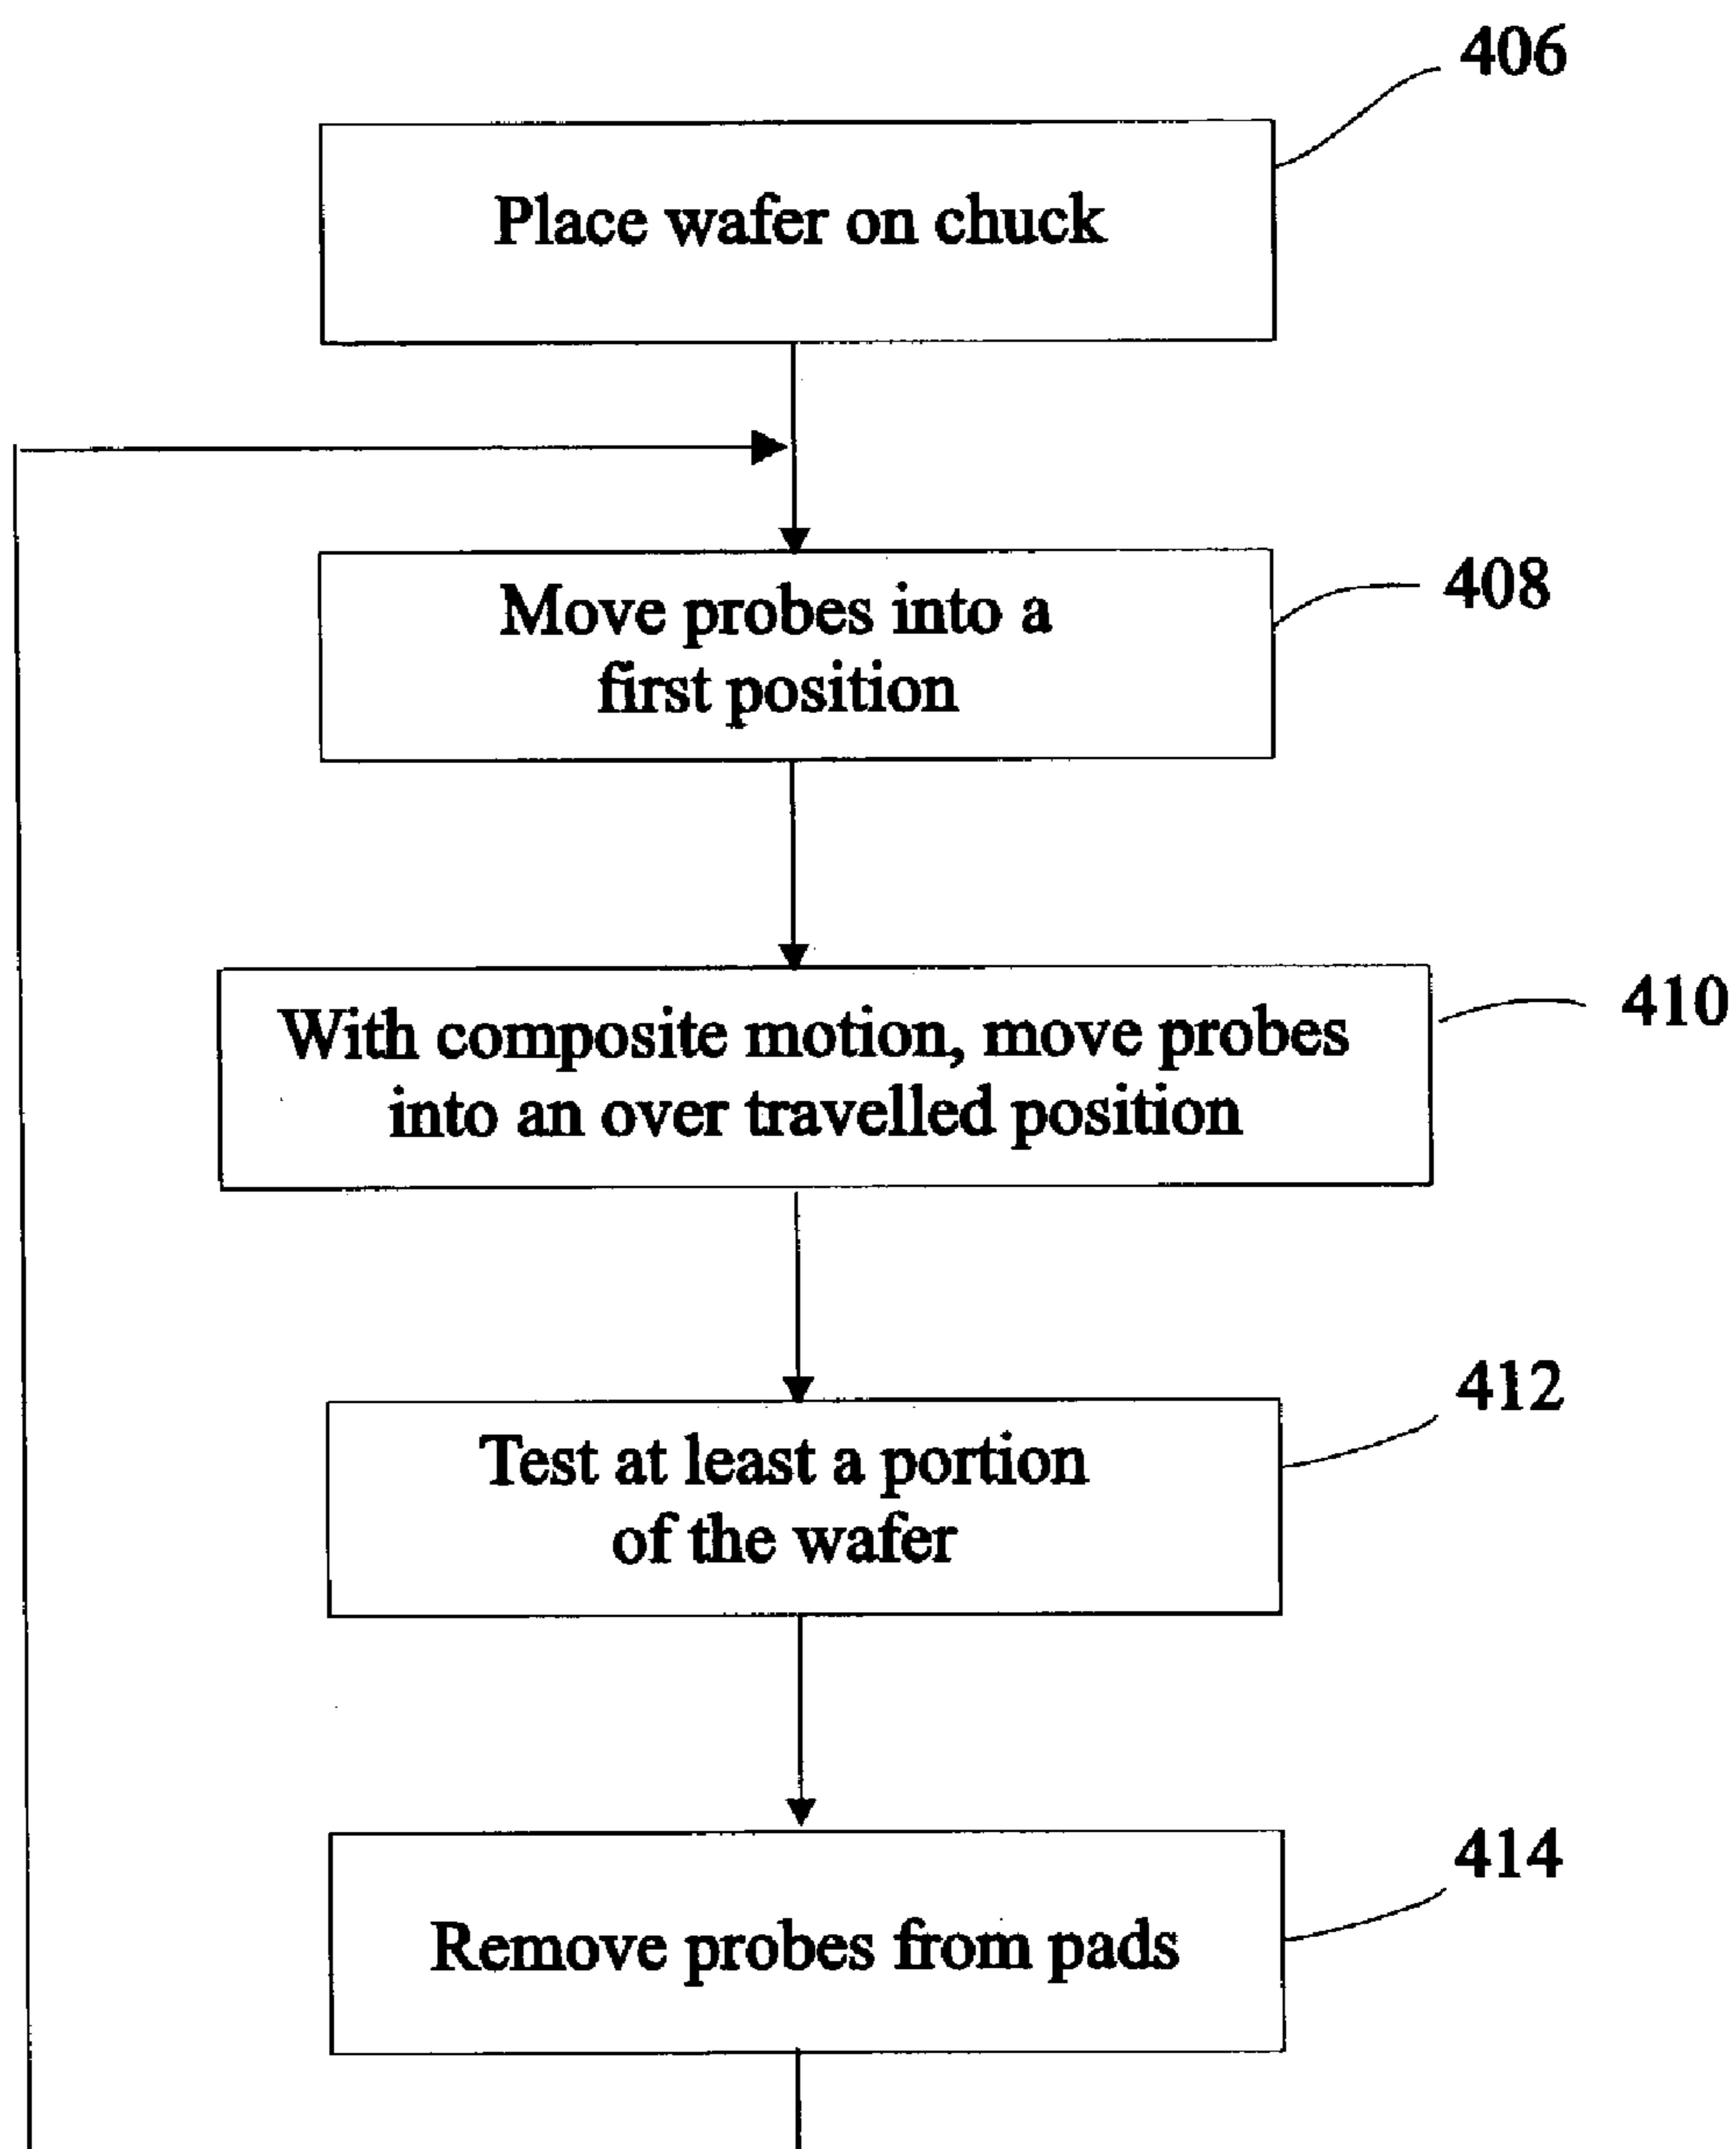 406
Place wafer on chuck
Move probes into a
first position
408
With composite motion, move probes
into an over travelled position
410
412
Test at least a portion
of the wafer
414
Remove probes from pads